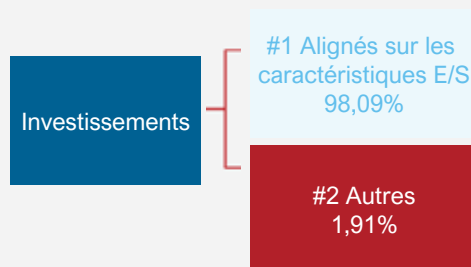 Investissements
#1 Alignés sur les
caractéristiques E/S
98,09%
#2 Autres
1,91%